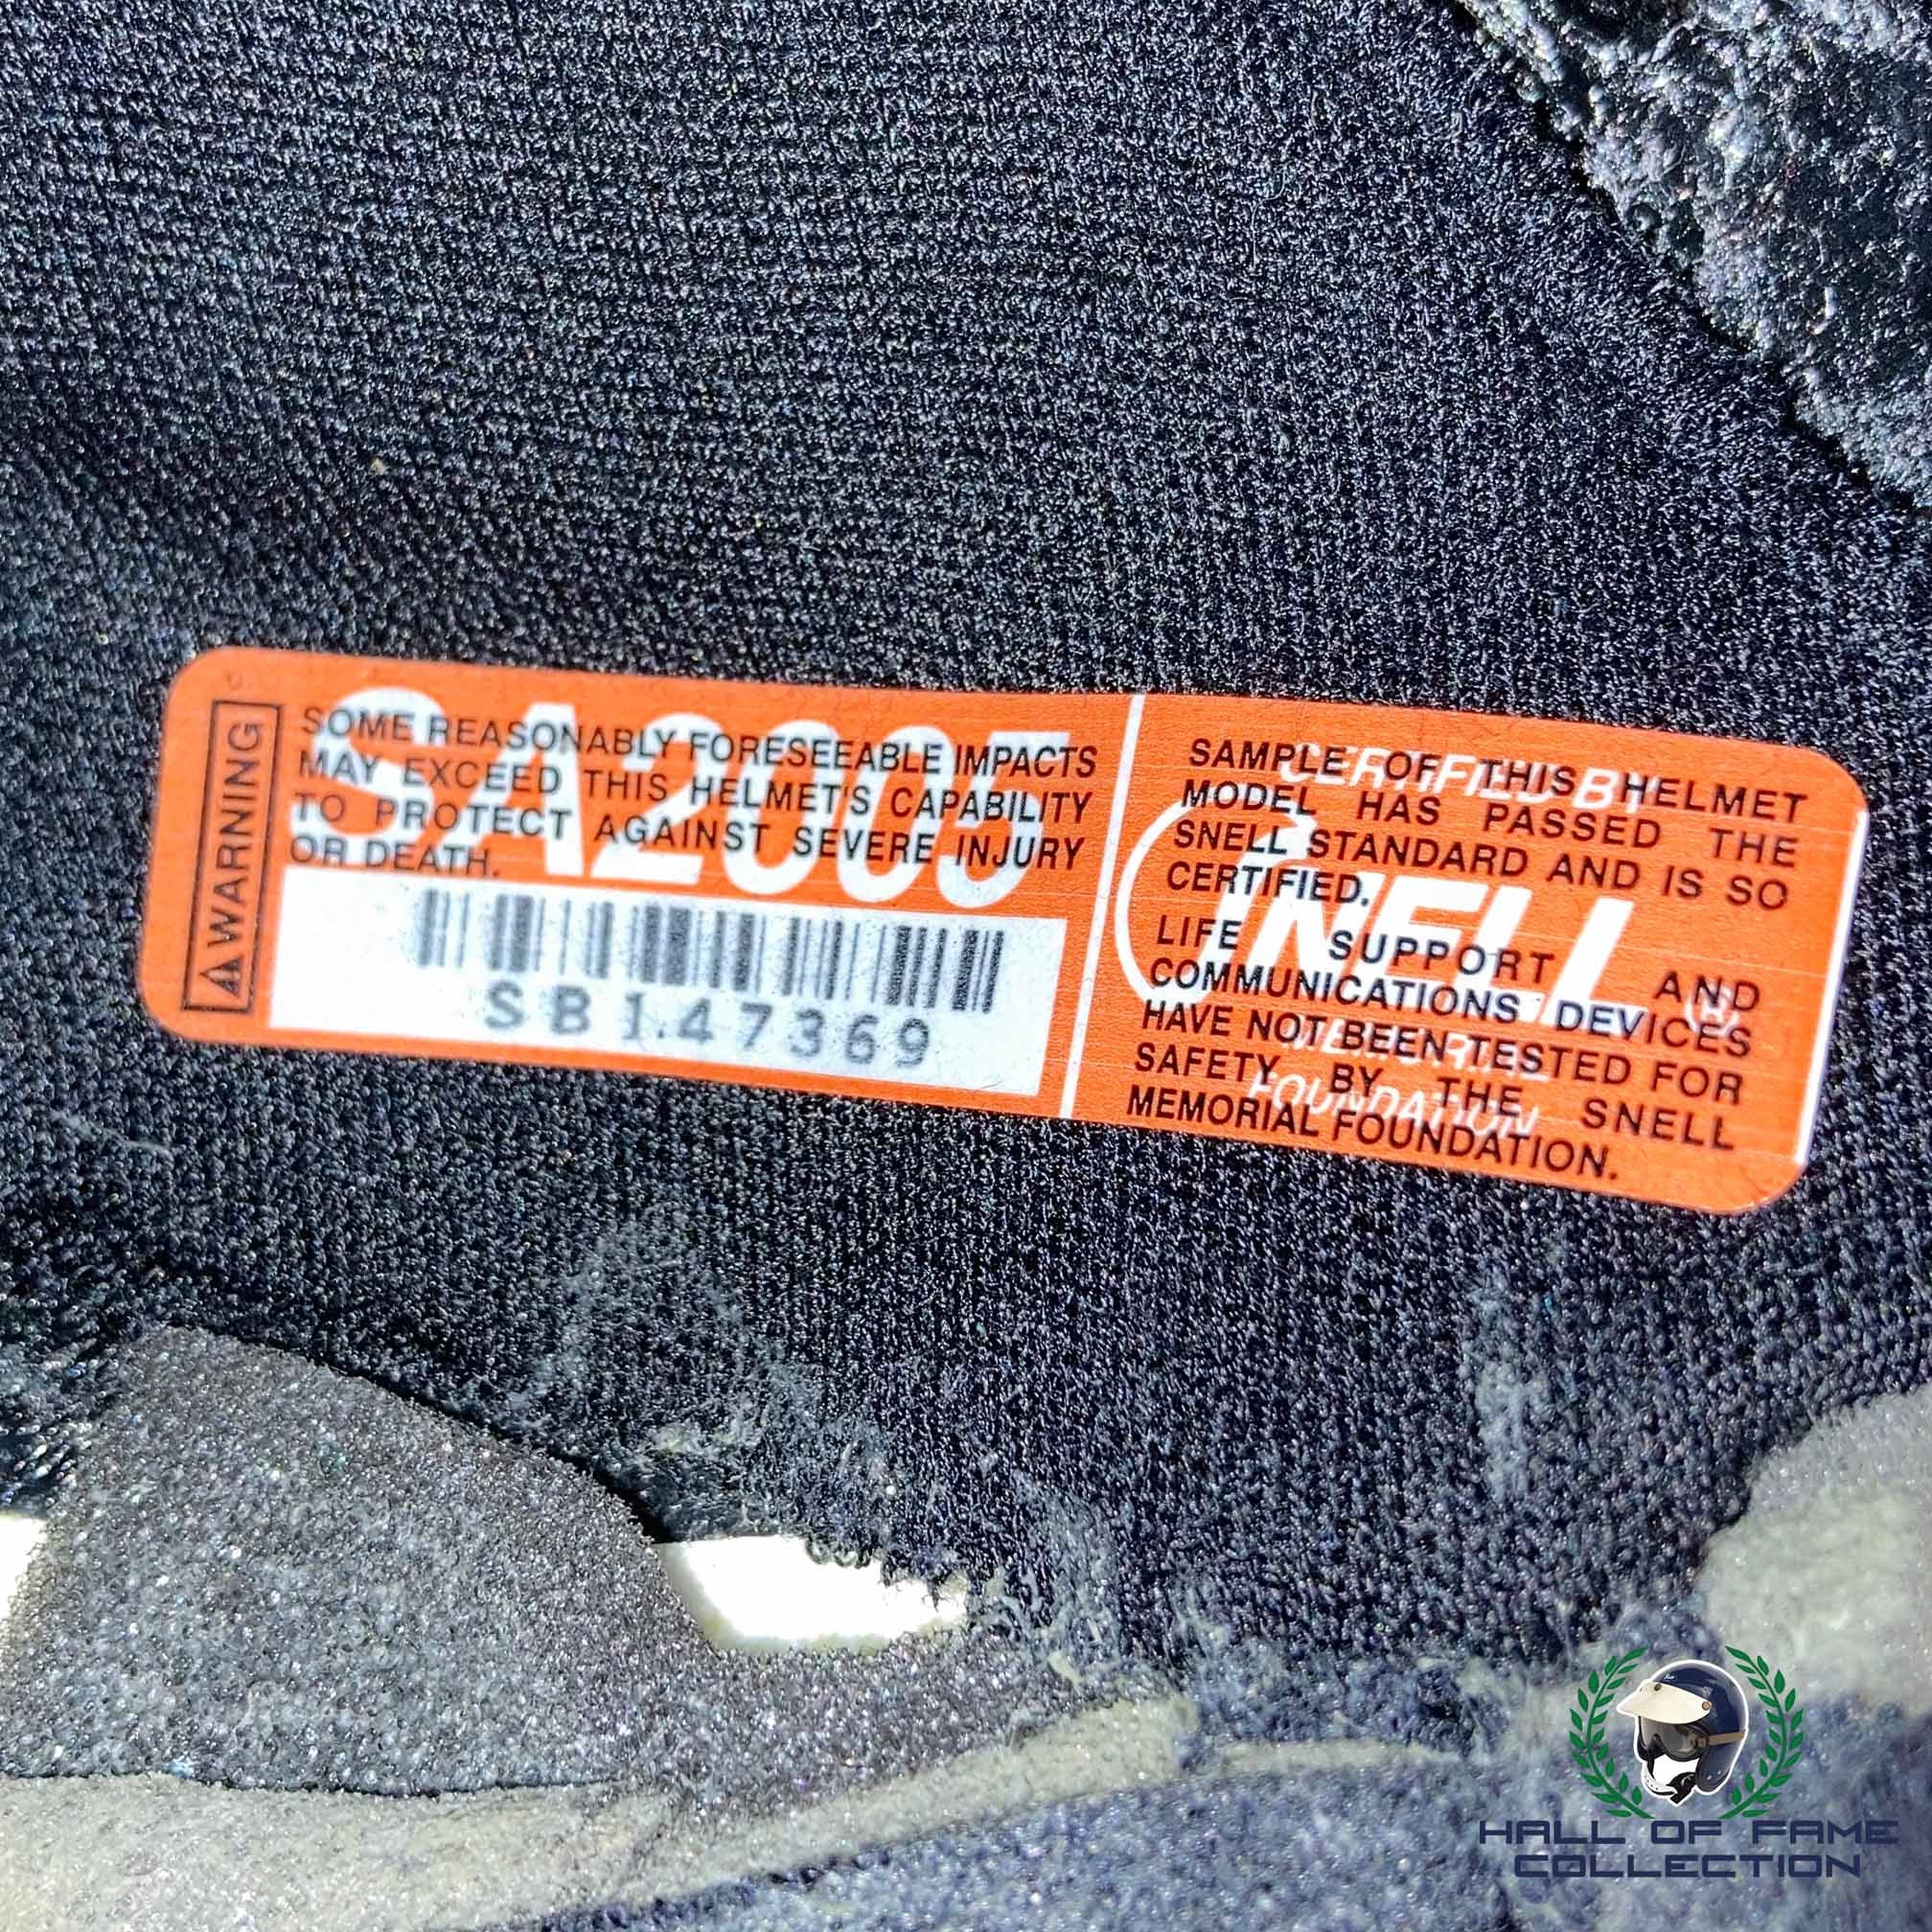 WARNING
SA2005
SOME REASONABLY FORESEEABLE IMPACTS
MAY EXCEED THIS HELMET'S CAPABILITY
TO PROTECT AGAINST SEVERE INJURY
OR DEATH.
SB147369
CERTIFIED BY
SNELL ®
MEMORIAL
FOUNDATION
SAMPLE OF THIS HELMET
MODEL HAS PASSED THE
SNELL STANDARD AND IS SO
CERTIFIED.
LIFE SUPPORT AND
COMMUNICATIONS DEVICES
HAVE NOT BEEN TESTED FOR
SAFETY BY THE SNELL
MEMORIAL FOUNDATION.
HALL OF FAME
COLLECTION